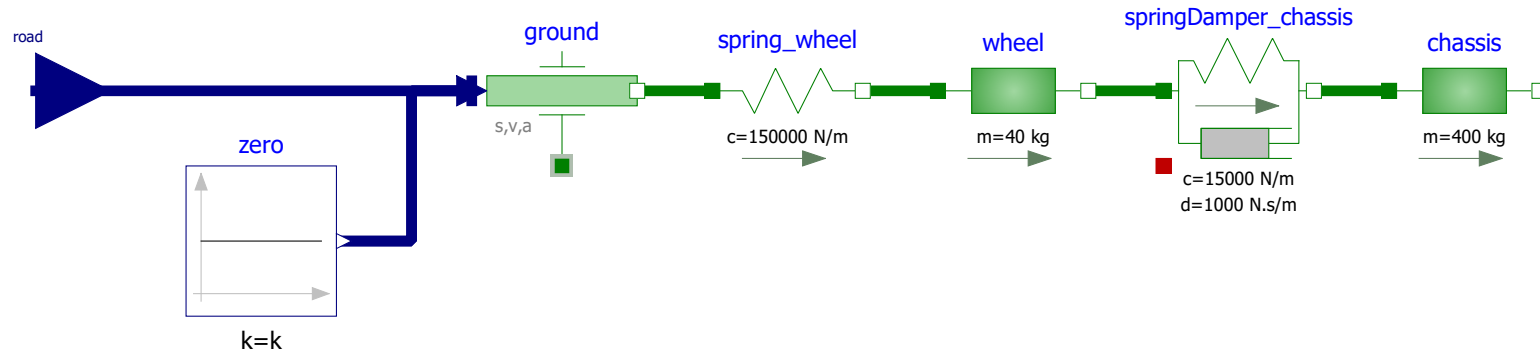 road
ground
spring_wheel
wheel
springDamper_chassis
chassis
s,v,a
c=150000 N/m
m=40 kg
c=15000 N/m
d=1000 N.s/m
m=400 kg
zero
k=k